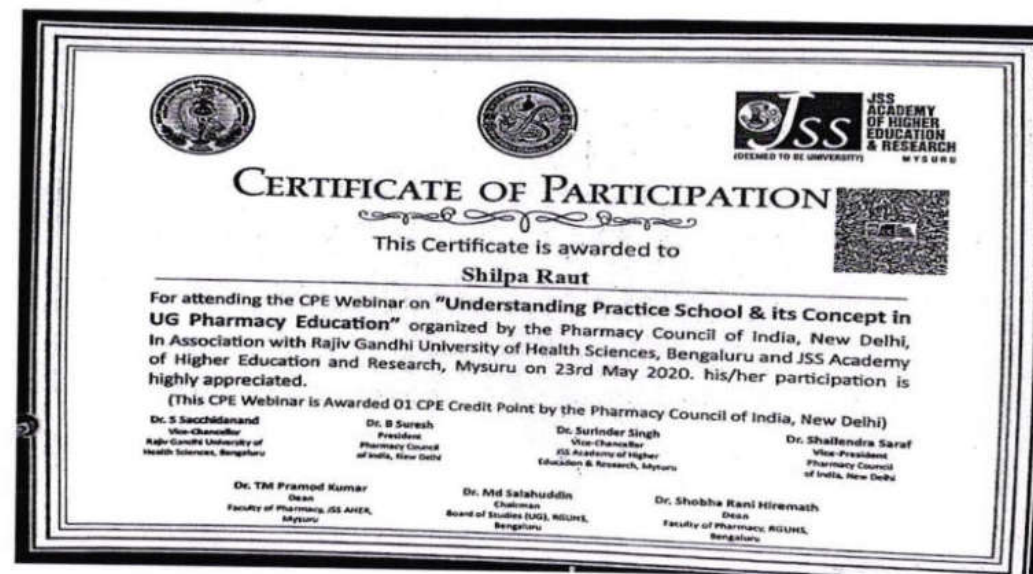 JSS
JSS
ACADEMY
OF HIGHER
EDUCATION
& RESEARCH
MYSURU
(DEEMED TO BE UNIVERSITY)
CERTIFICATE OF PARTICIPATION
This Certificate is awarded to
Shilpa Raut
For attending the CPE Webinar on "Understanding Practice School & its Concept in
UG Pharmacy Education" organized by the Pharmacy Council of India, New Delhi,
In Association with Rajiv Gandhi University of Health Sciences, Bengaluru and JSS Academy
of Higher Education and Research, Mysuru on 23rd May 2020. his/her participation is
highly appreciated.
(This CPE Webinar is Awarded 01 CPE Credit Point by the Pharmacy Council of India, New Delhi)
Dr. S Sacchidanand
Vice-Chancellor
Rajiv Gandhi University of
Health Sciences, Bengaluru
Dr. B Suresh
President
Pharmacy Council
of India, New Delhi
Dr. Surinder Singh
Vice-Chancellor
JSS Academy of Higher
Education & Research, Mysuru
Dr. Shailendra Saraf
Vice-President
Pharmacy Council
of India, New Delhi
Dr. TM Pramod Kumar
Dean
Faculty of Pharmacy, JSS AHER,
Mysuru
Dr. Md Salahuddin
Chairman
Board of Studies (UG), RGUHS,
Bengaluru
Dr. Shobha Rani Hiremath
Dean
Faculty of Pharmacy, RGUHS,
Bengaluru